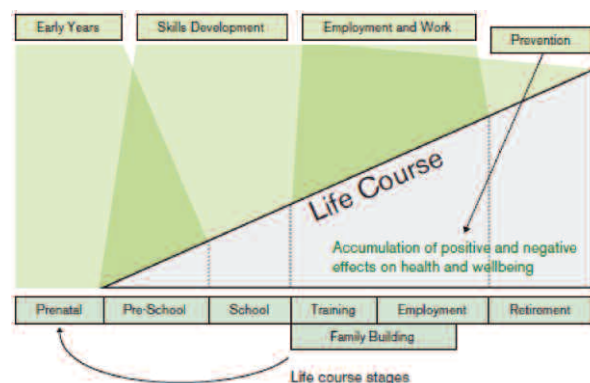 Early Years
Skills Development
Employment and Work
Prevention
Life Course
Accumulation of positive and negative
effects on health and wellbeing
Prenatal
Pre-School
School
Training
Employment
Retirement
Family Building
Life course stages